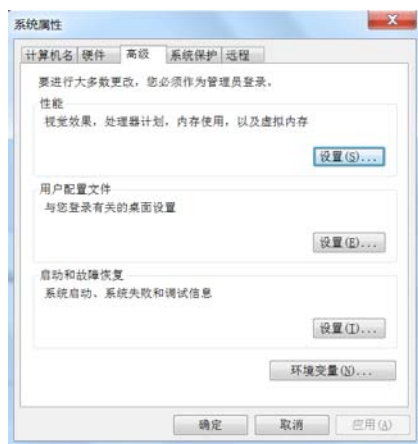 系统属性
计算机名 硬件 高级 系统保护 远程
要进行大多数更改，您必须作为管理员登录。
性能
视觉效果，处理器计划，内存使用，以及虚拟内存
设置(S)...
用户配置文件
与您登录有关的桌面设置
设置(E)...
启动和故障恢复
系统启动、系统失败和调试信息
设置(T)...
环境变量(N)...
确定 取消 应用(A)